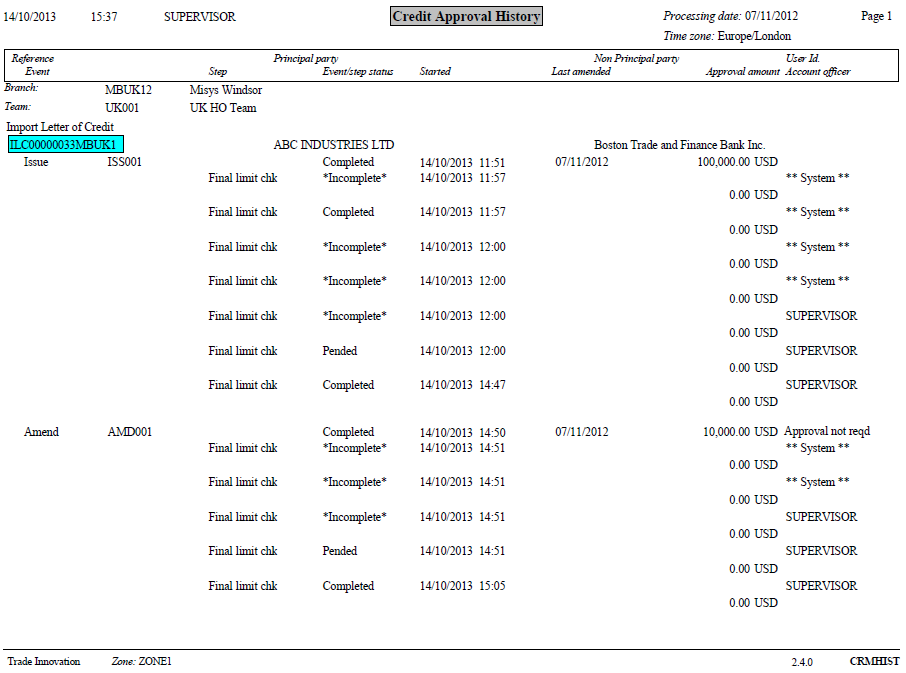 14/10/2013 15:37 SUPERVISOR Credit Approval History Processing date: 07/11/2012 Page 1
Time zone: Europe/London
Reference Principal party Non Principal party User Id.
Event Step Event/step status Started Last amended Approval amount Account officer
Branch: MBUK12 Misys Windsor
Team: UK001 UK HO Team
Import Letter of Credit
ILC00000033MBUK1 ABC INDUSTRIES LTD Boston Trade and Finance Bank Inc.
Issue ISS001 Completed 14/10/2013 11:51 07/11/2012 100,000.00 USD
Final limit chk *Incomplete* 14/10/2013 11:57 ** System **
0.00 USD
Final limit chk Completed 14/10/2013 11:57 ** System **
0.00 USD
Final limit chk *Incomplete* 14/10/2013 12:00 ** System **
0.00 USD
Final limit chk *Incomplete* 14/10/2013 12:00 ** System **
0.00 USD
Final limit chk *Incomplete* 14/10/2013 12:00 SUPERVISOR
0.00 USD
Final limit chk Pended 14/10/2013 12:00 SUPERVISOR
0.00 USD
Final limit chk Completed 14/10/2013 14:47 SUPERVISOR
0.00 USD
Amend AMD001 Completed 14/10/2013 14:50 07/11/2012 10,000.00 USD Approval not reqd
Final limit chk *Incomplete* 14/10/2013 14:51 ** System **
0.00 USD
Final limit chk *Incomplete* 14/10/2013 14:51 ** System **
0.00 USD
Final limit chk *Incomplete* 14/10/2013 14:51 SUPERVISOR
0.00 USD
Final limit chk Pended 14/10/2013 14:51 SUPERVISOR
0.00 USD
Final limit chk Completed 14/10/2013 15:05 SUPERVISOR
0.00 USD
Trade Innovation Zone: ZONE1 2.4.0 CRMHIST